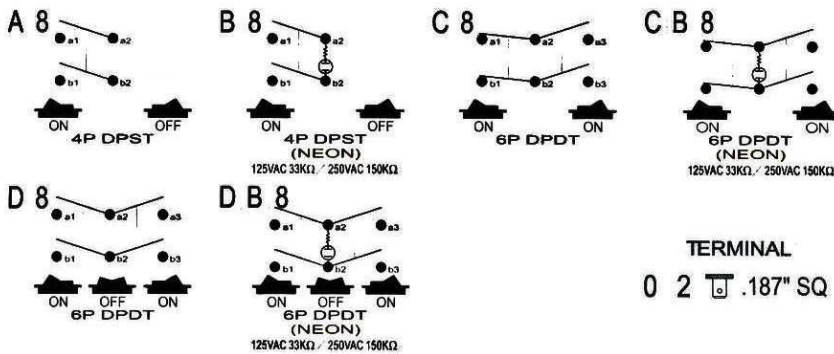 A 8
a1 a2
b1 b2
ON OFF
4P DPST
B 8
a1 a2
b1 b2
ON OFF
4P DPST
(NEON)
125VAC 33KΩ / 250VAC 150KΩ
C 8
a1 a2 a3
b1 b2 b3
ON ON
6P DPDT
C B 8
ON ON
6P DPDT
(NEON)
125VAC 33KΩ / 250VAC 150KΩ
D 8
a1 a2 a3
b1 b2 b3
ON OFF ON
6P DPDT
D B 8
a1 a2 a3
b1 b2 b3
ON OFF ON
6P DPDT
(NEON)
125VAC 33KΩ / 250VAC 150KΩ
TERMINAL
0 2 .187" SQ